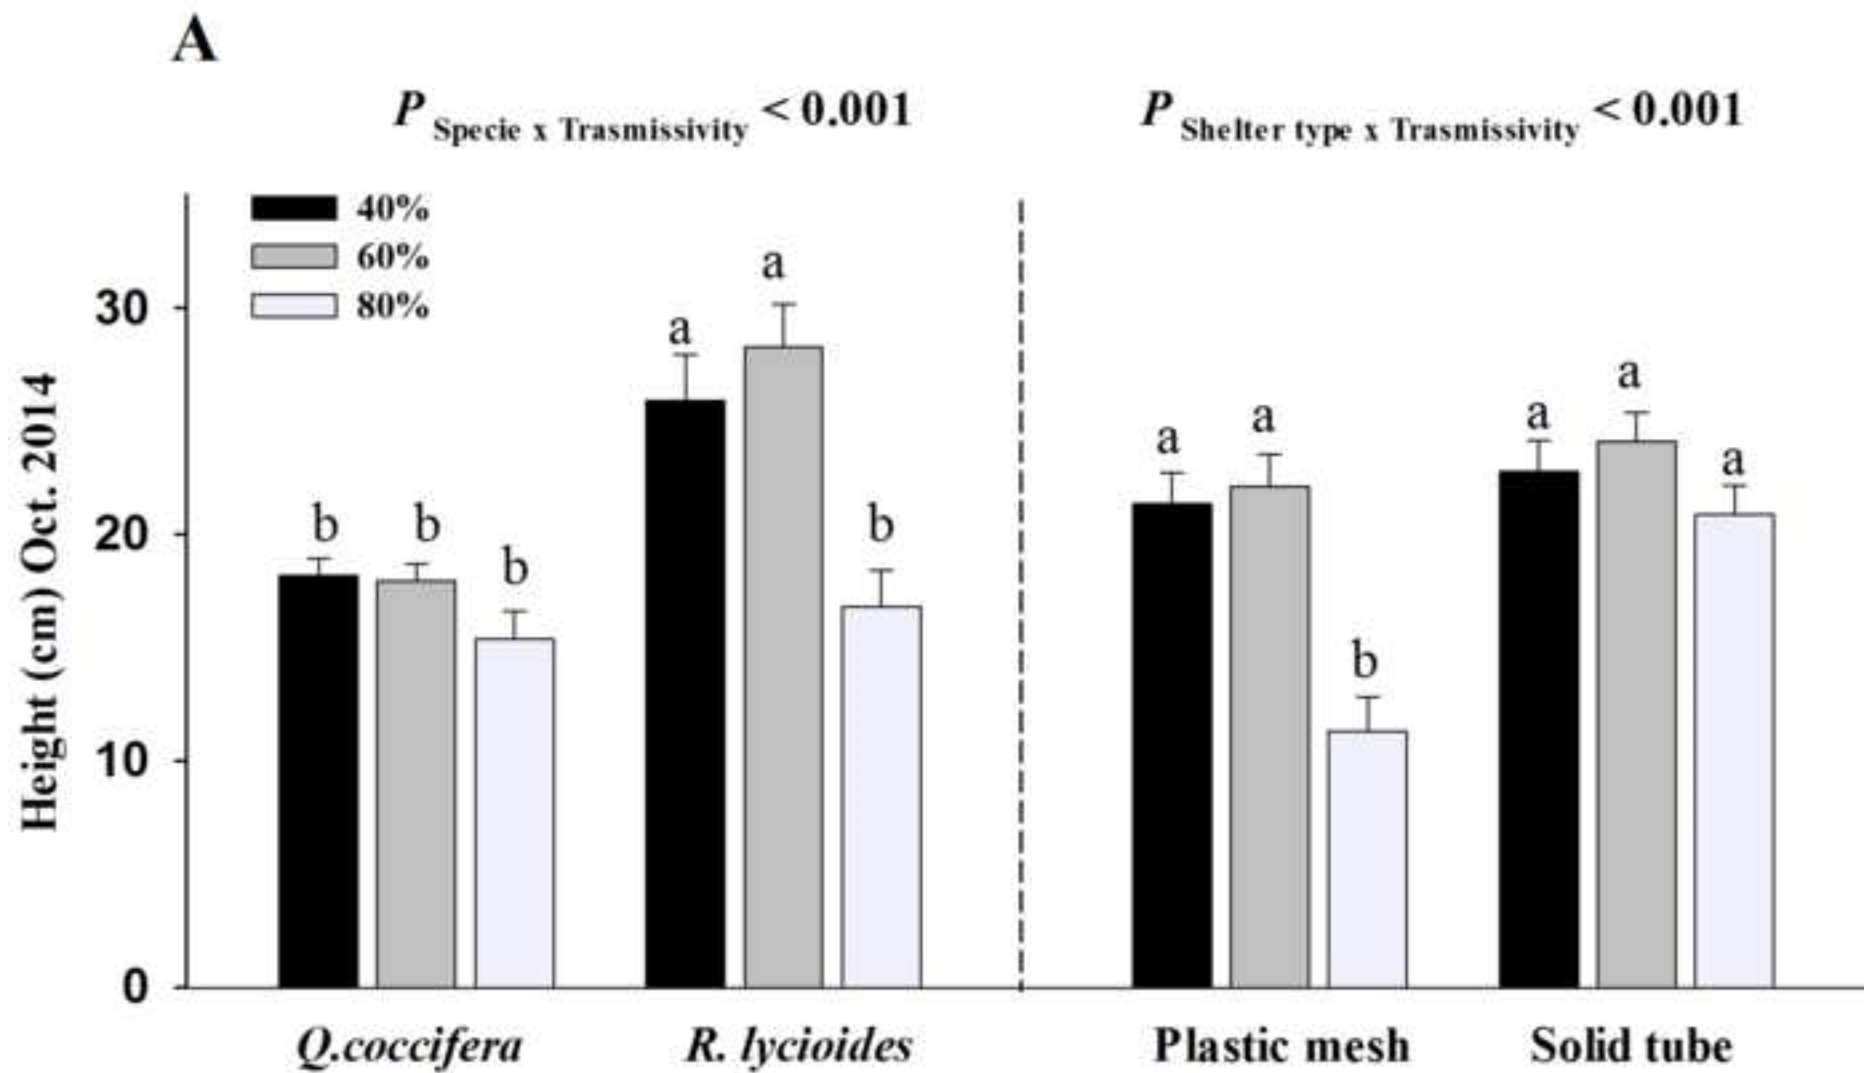 A
P Specie x Trasmissivity < 0.001
P Shelter type x Trasmissivity < 0.001
40%
60%
80%
Height (cm) Oct. 2014
30
20
10
0
b b b a a b
a a b a a a
Q.coccifera
R. lycioides
Plastic mesh
Solid tube